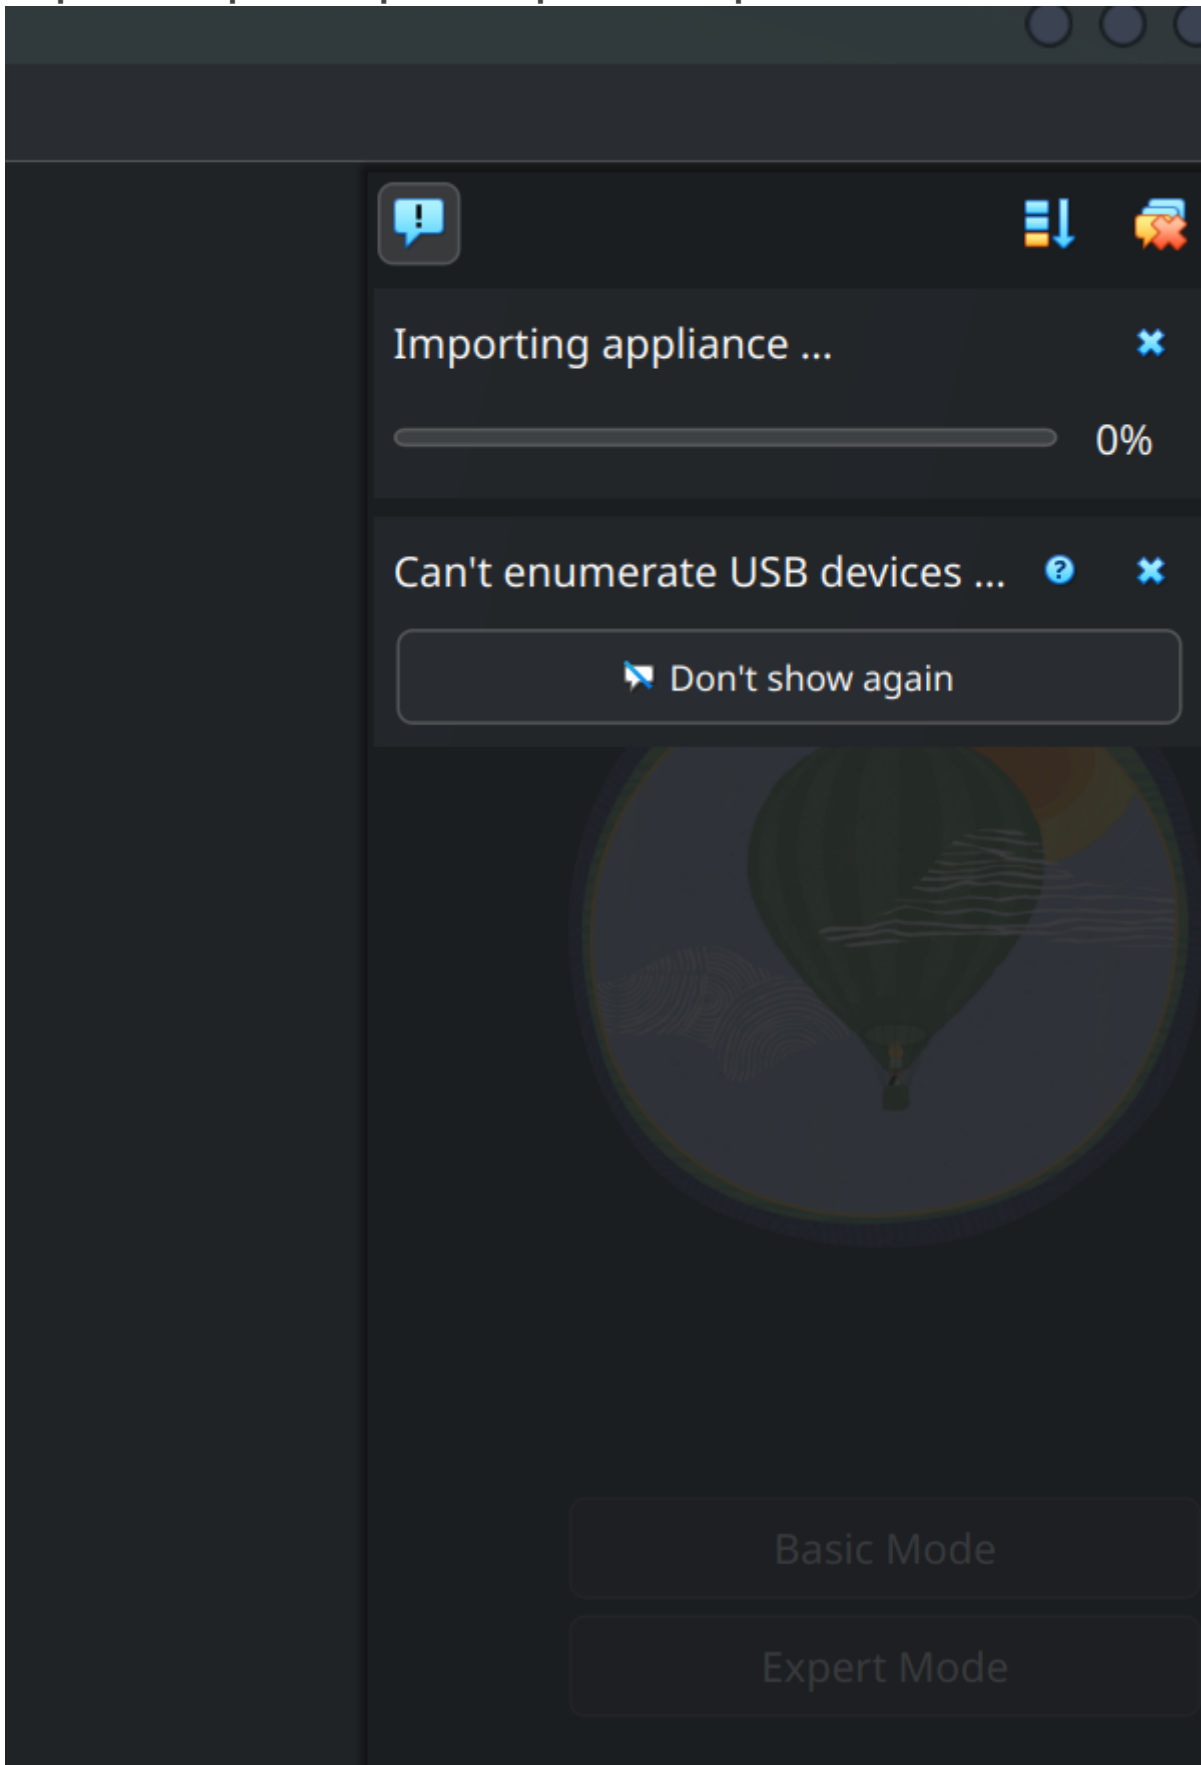 Importing appliance ...
0%
Can't enumerate USB devices ...
Don't show again
Basic Mode
Expert Mode